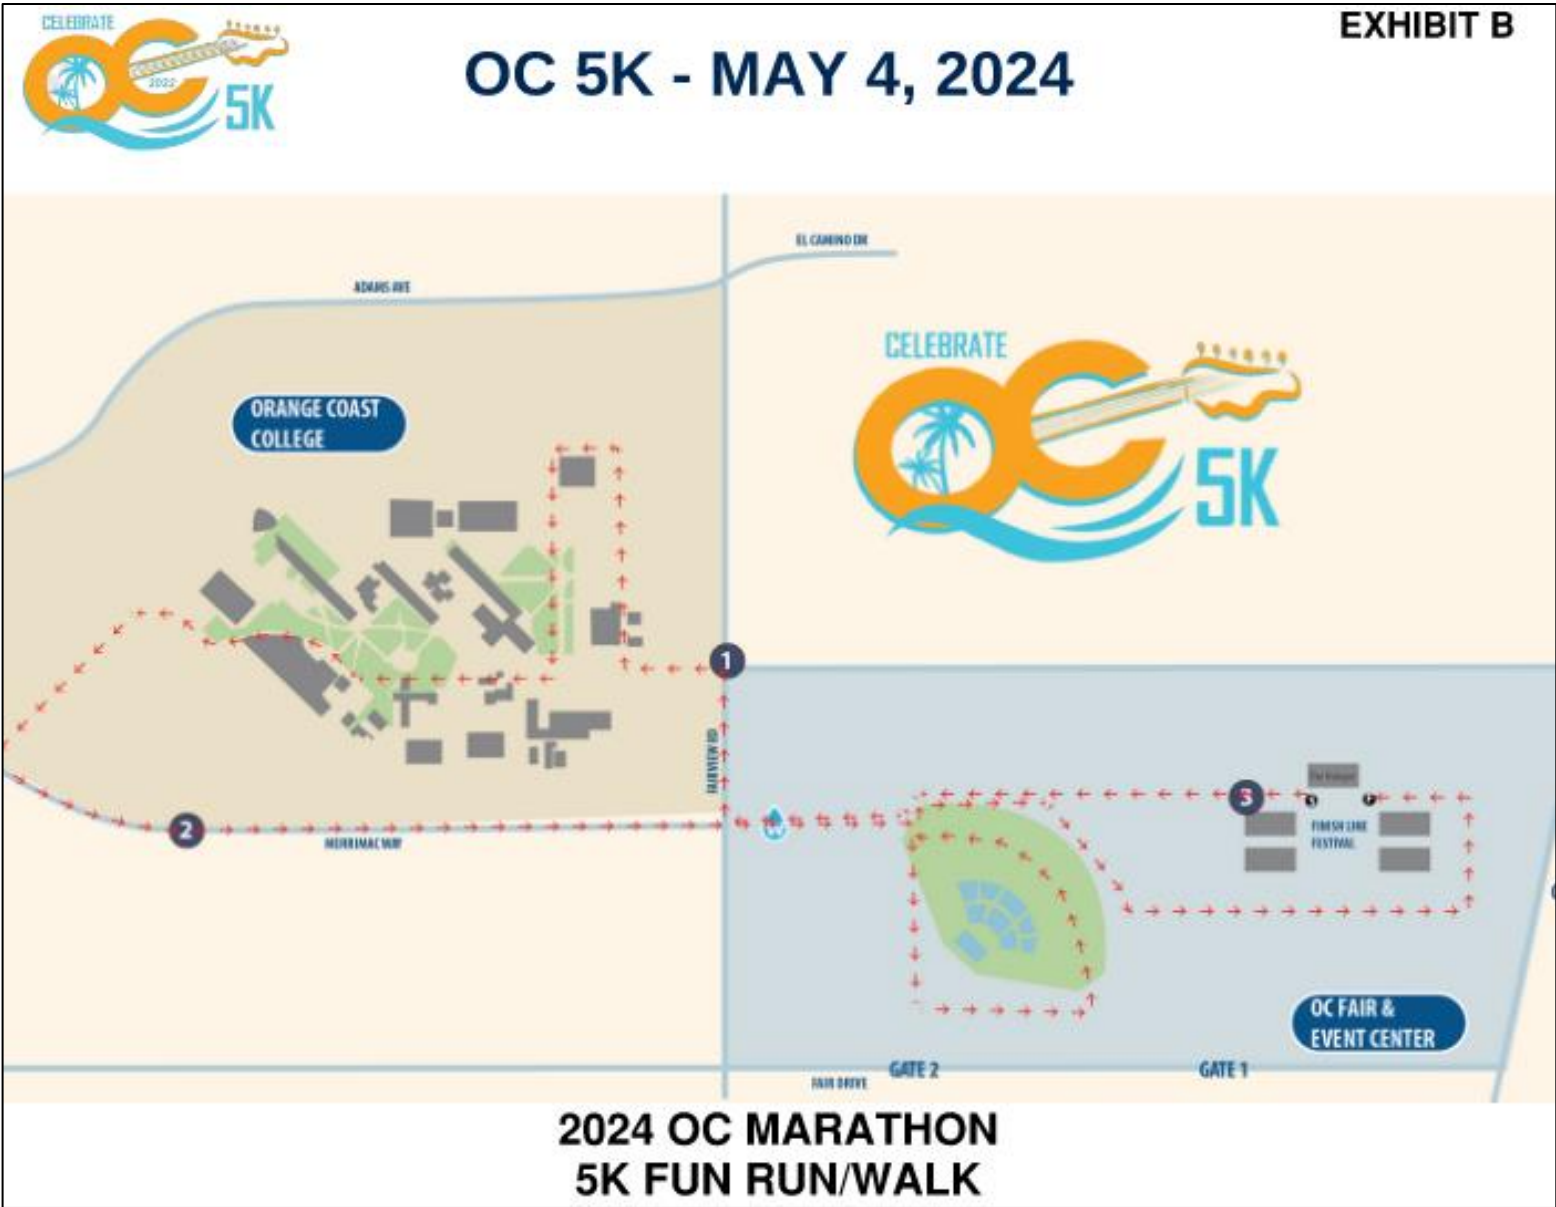 CELEBRATE
OC
2022
5K
OC 5K - MAY 4, 2024
EXHIBIT B
EL CAMINO DR
ADAMS AVE
CELEBRATE
OC
5K
ORANGE COAST
COLLEGE
1
FAIRVIEW RD
3
FINISH LINE
FESTIVAL
2
MERRIMAC WAY
W
OC FAIR &
EVENT CENTER
GATE 2
GATE 1
FAIR DRIVE
2024 OC MARATHON
5K FUN RUN/WALK